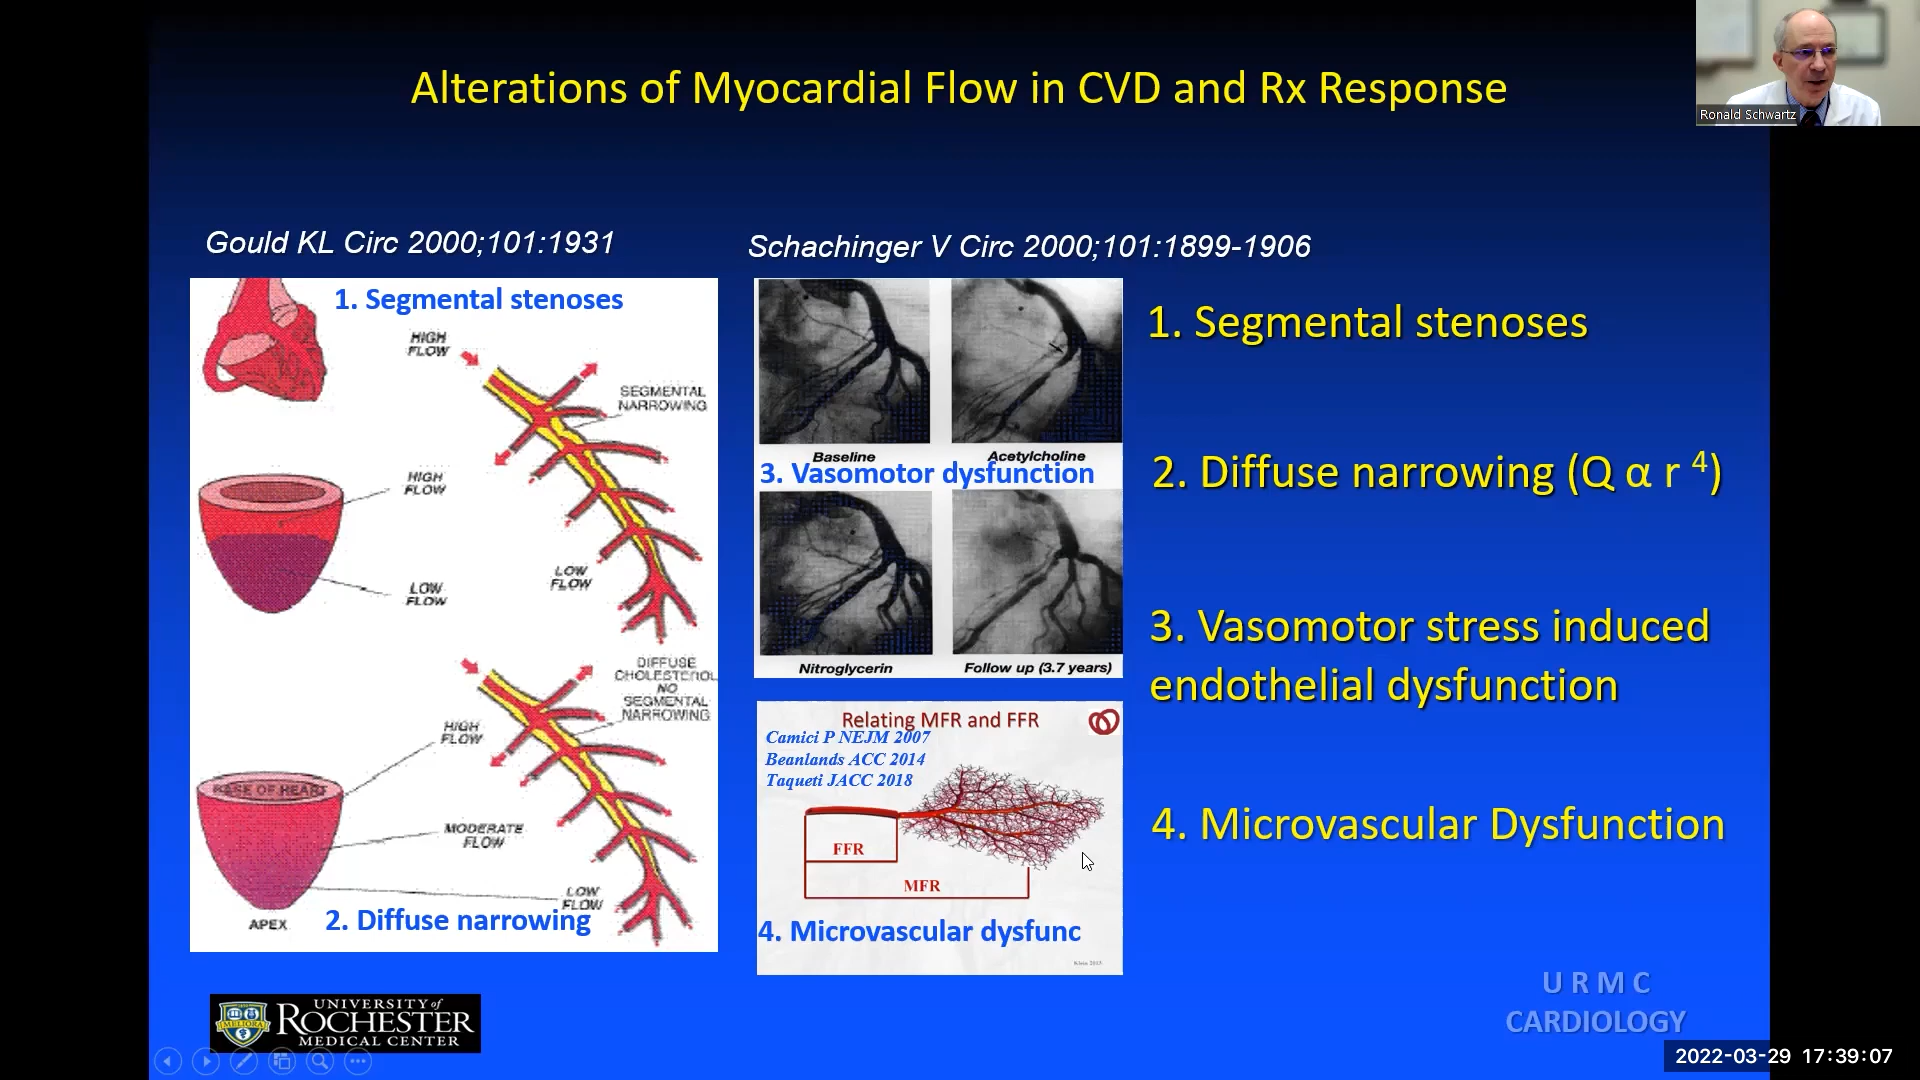 Alterations of Myocardial Flow in CVD and Rx Response
Ronald Schwartz
Gould KL Circ 2000;101:1931
1. Segmental stenoses
HIGH
FLOW
SEGMENTAL
NARROWING
HIGH
FLOW
LOW
FLOW
LOW
FLOW
DIFFUSE
CHOLESTEROL
NO
SEGMENTAL
NARROWING
HIGH
FLOW
BASE OF HEART
MODERATE
FLOW
LOW
FLOW
APEX
2. Diffuse narrowing
Schachinger V Circ 2000;101:1899-1906
Baseline
Acetylcholine
3. Vasomotor dysfunction
Nitroglycerin
Follow up (3.7 years)
Relating MFR and FFR
Camici P NEJM 2007
Beanlands ACC 2014
Taqueti JACC 2018
FFR
MFR
4. Microvascular dysfunc
1. Segmental stenoses
2. Diffuse narrowing (Q α r 4)
3. Vasomotor stress induced
endothelial dysfunction
4. Microvascular Dysfunction
MELIORA
UNIVERSITY of
ROCHESTER
MEDICAL CENTER
U R M C
CARDIOLOGY
2022-03-29 17:39:07